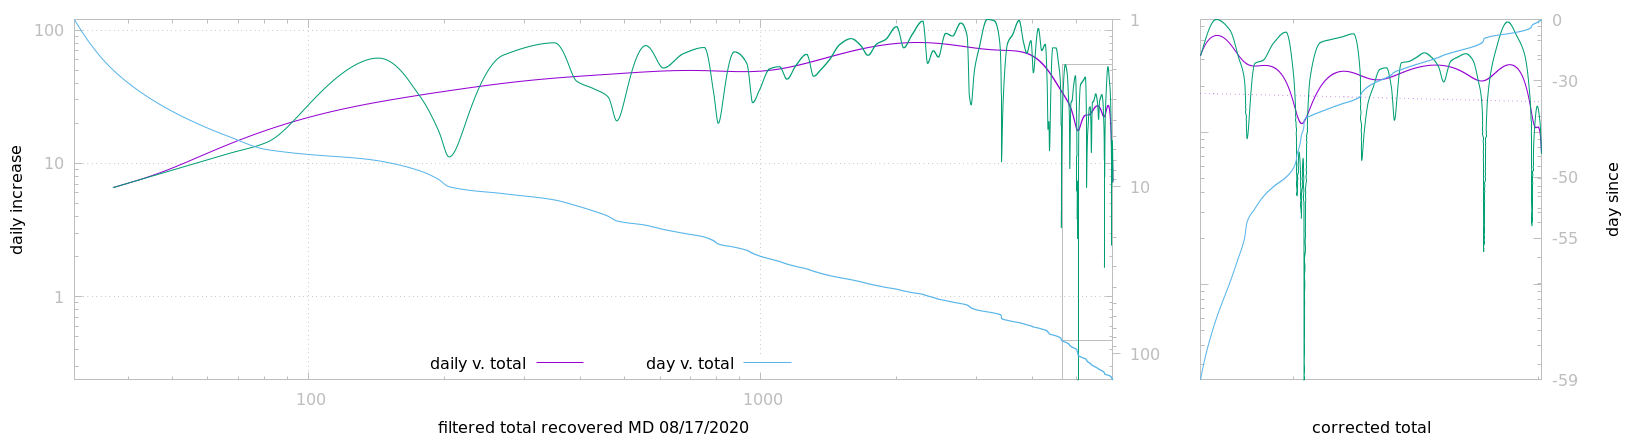 100
10
1
daily increase
daily v. total
day v. total
100
1000
filtered total recovered MD 08/17/2020
1
10
100
0
-30
-50
-55
-59
day since
corrected total